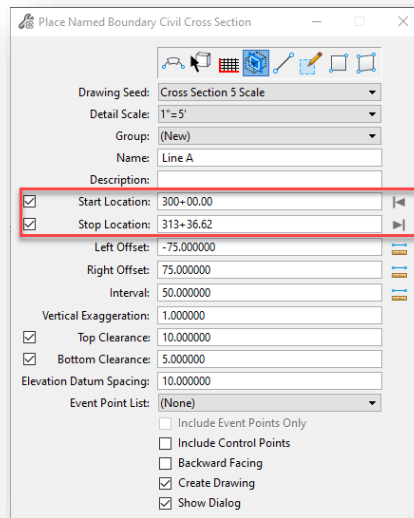 Place Named Boundary Civil Cross Section
Drawing Seed: Cross Section 5 Scale
Detail Scale: 1"=5'
Group: (New)
Name: Line A
Description:
Start Location: 300+00.00
Stop Location: 313+36.62
Left Offset: -75.000000
Right Offset: 75.000000
Interval: 50.000000
Vertical Exaggeration: 1.000000
Top Clearance: 10.000000
Bottom Clearance: 5.000000
Elevation Datum Spacing: 10.000000
Event Point List: (None)
Include Event Points Only
Include Control Points
Backward Facing
Create Drawing
Show Dialog